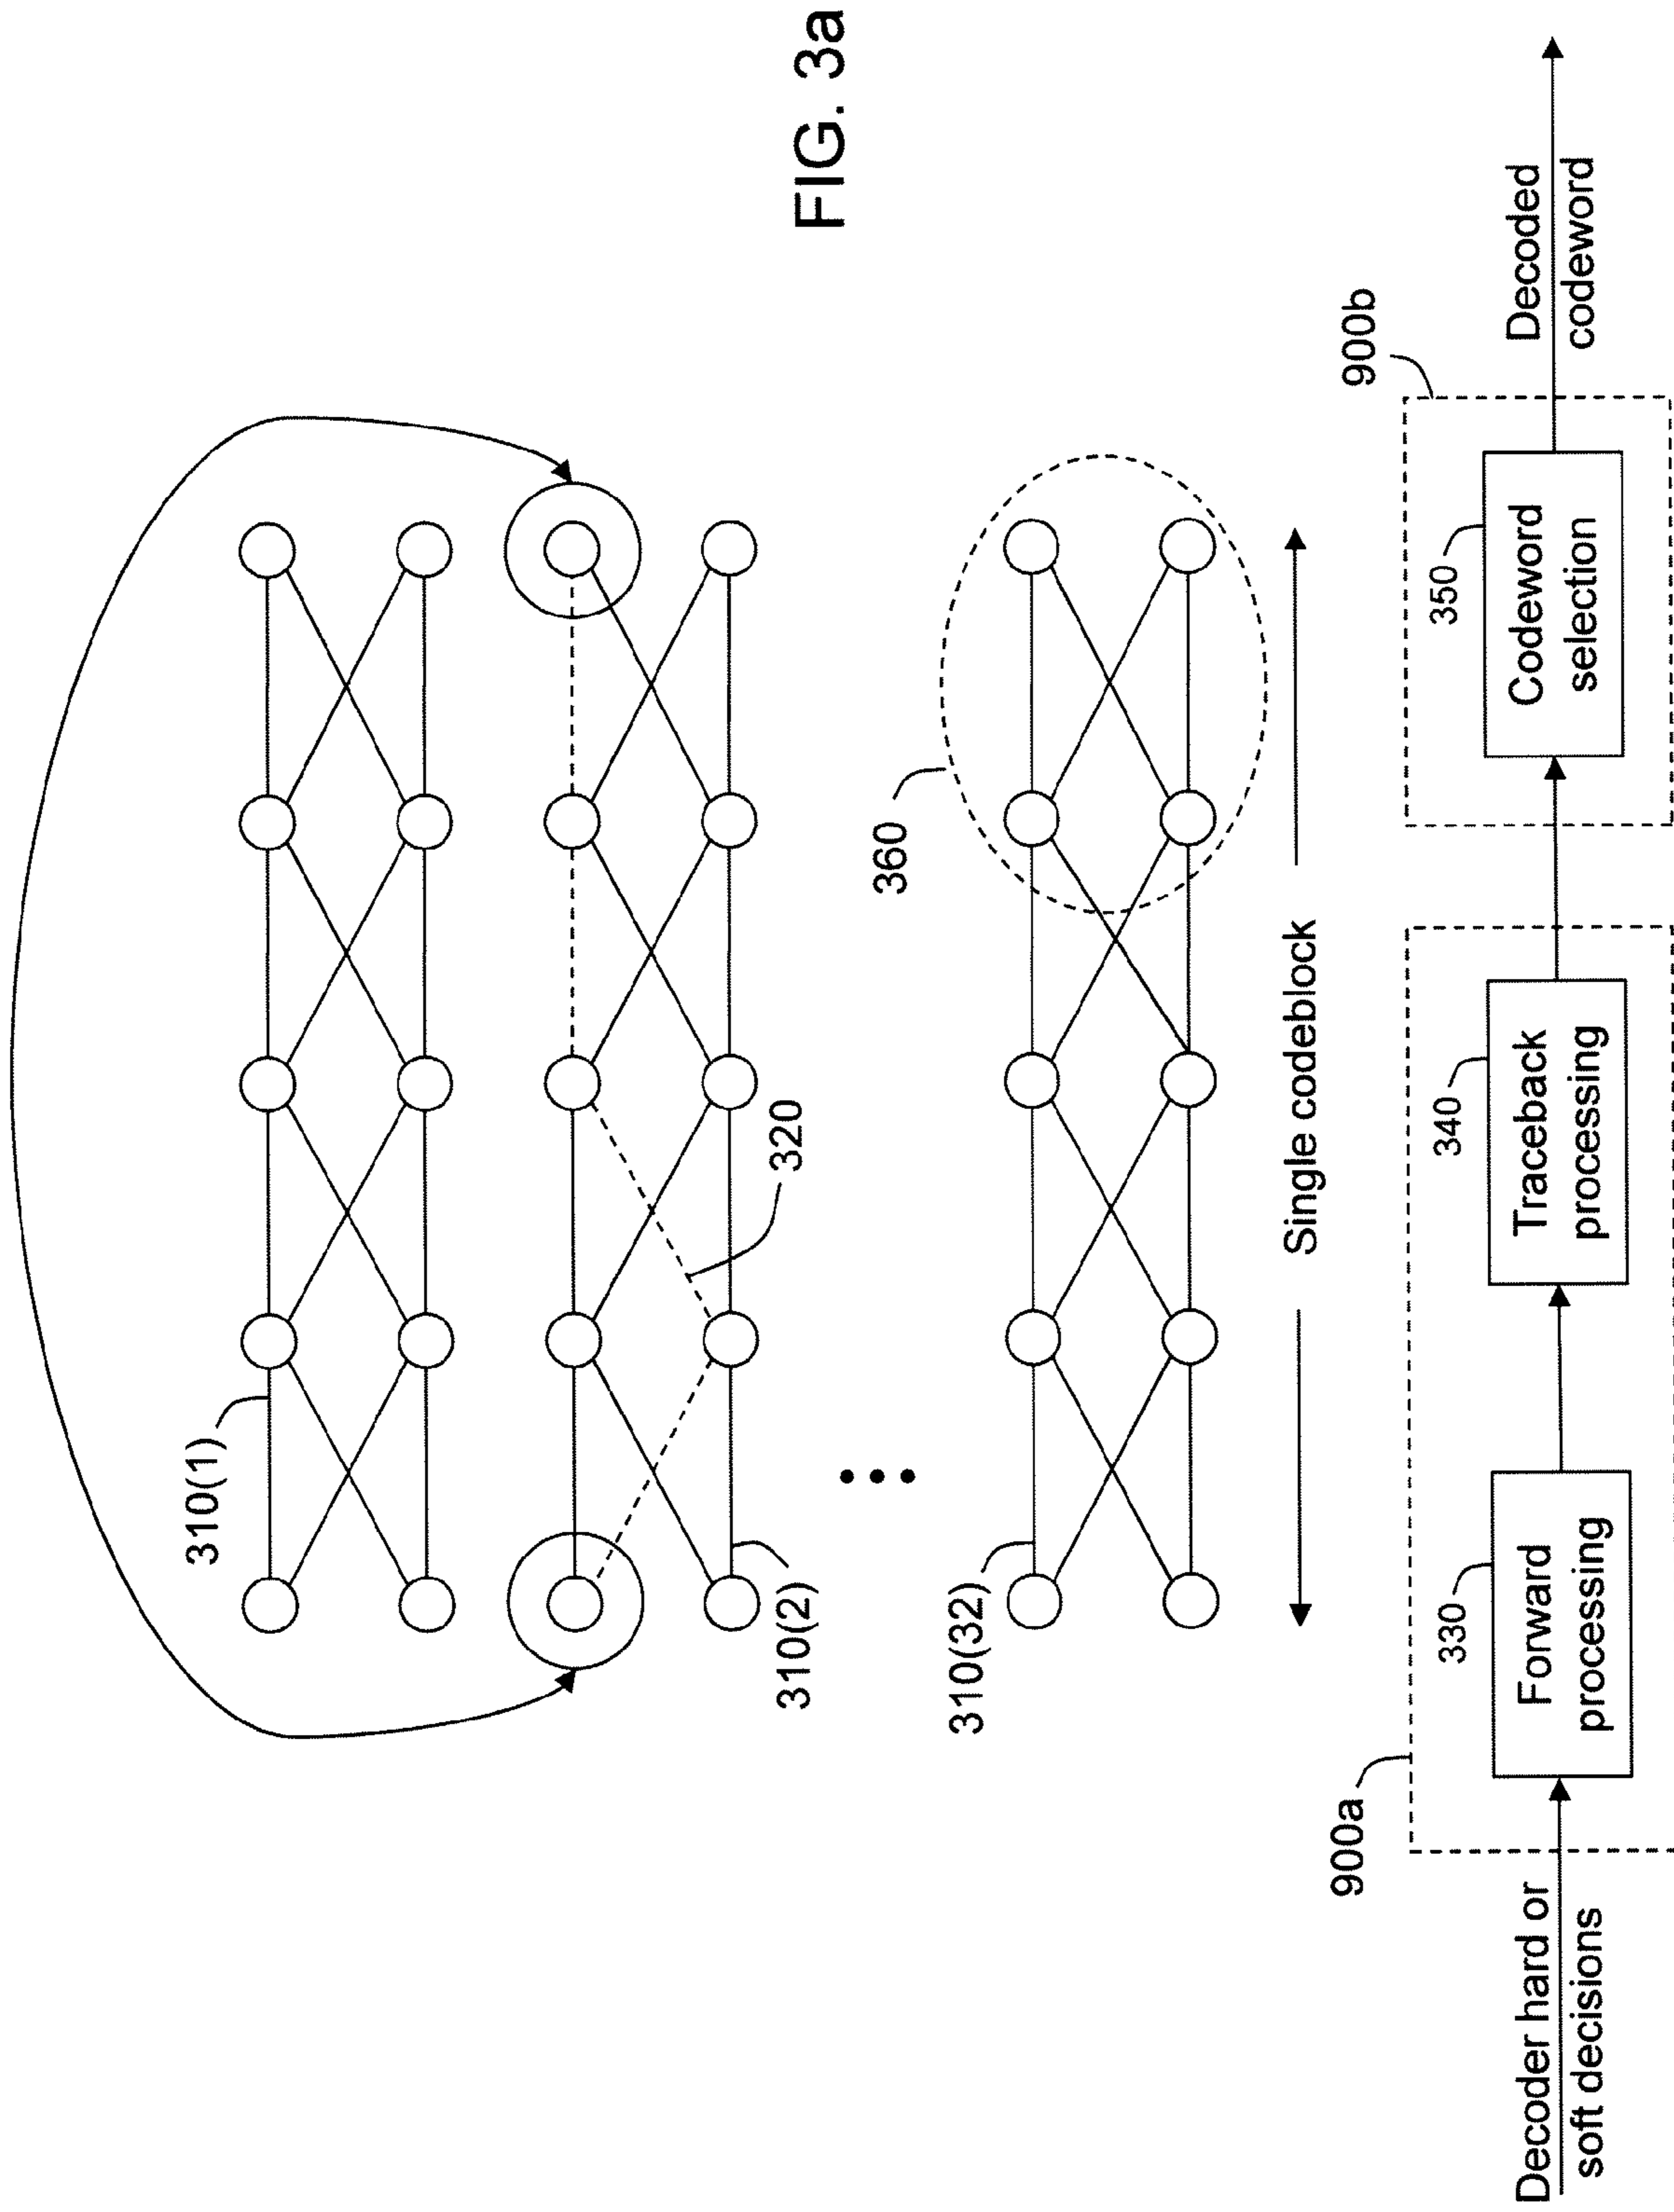 FIG. 3a
310(1)
320
310(2)
360
310(32)
Single codeblock
900a
900b
330
340
350
Decoder hard or
soft decisions
Forward
processing
Traceback
processing
Codeword
selection
Decoded
codeword